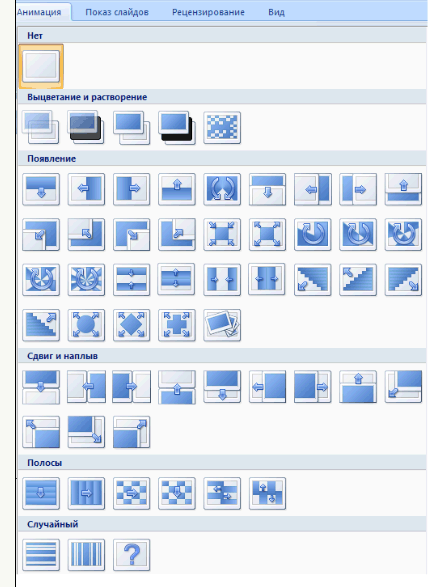 Анимация Показ слайдов Рецензирование Вид
Нет
Выцветание и растворение
Появление
Сдвиг и наплыв
Полосы
Случайный
?